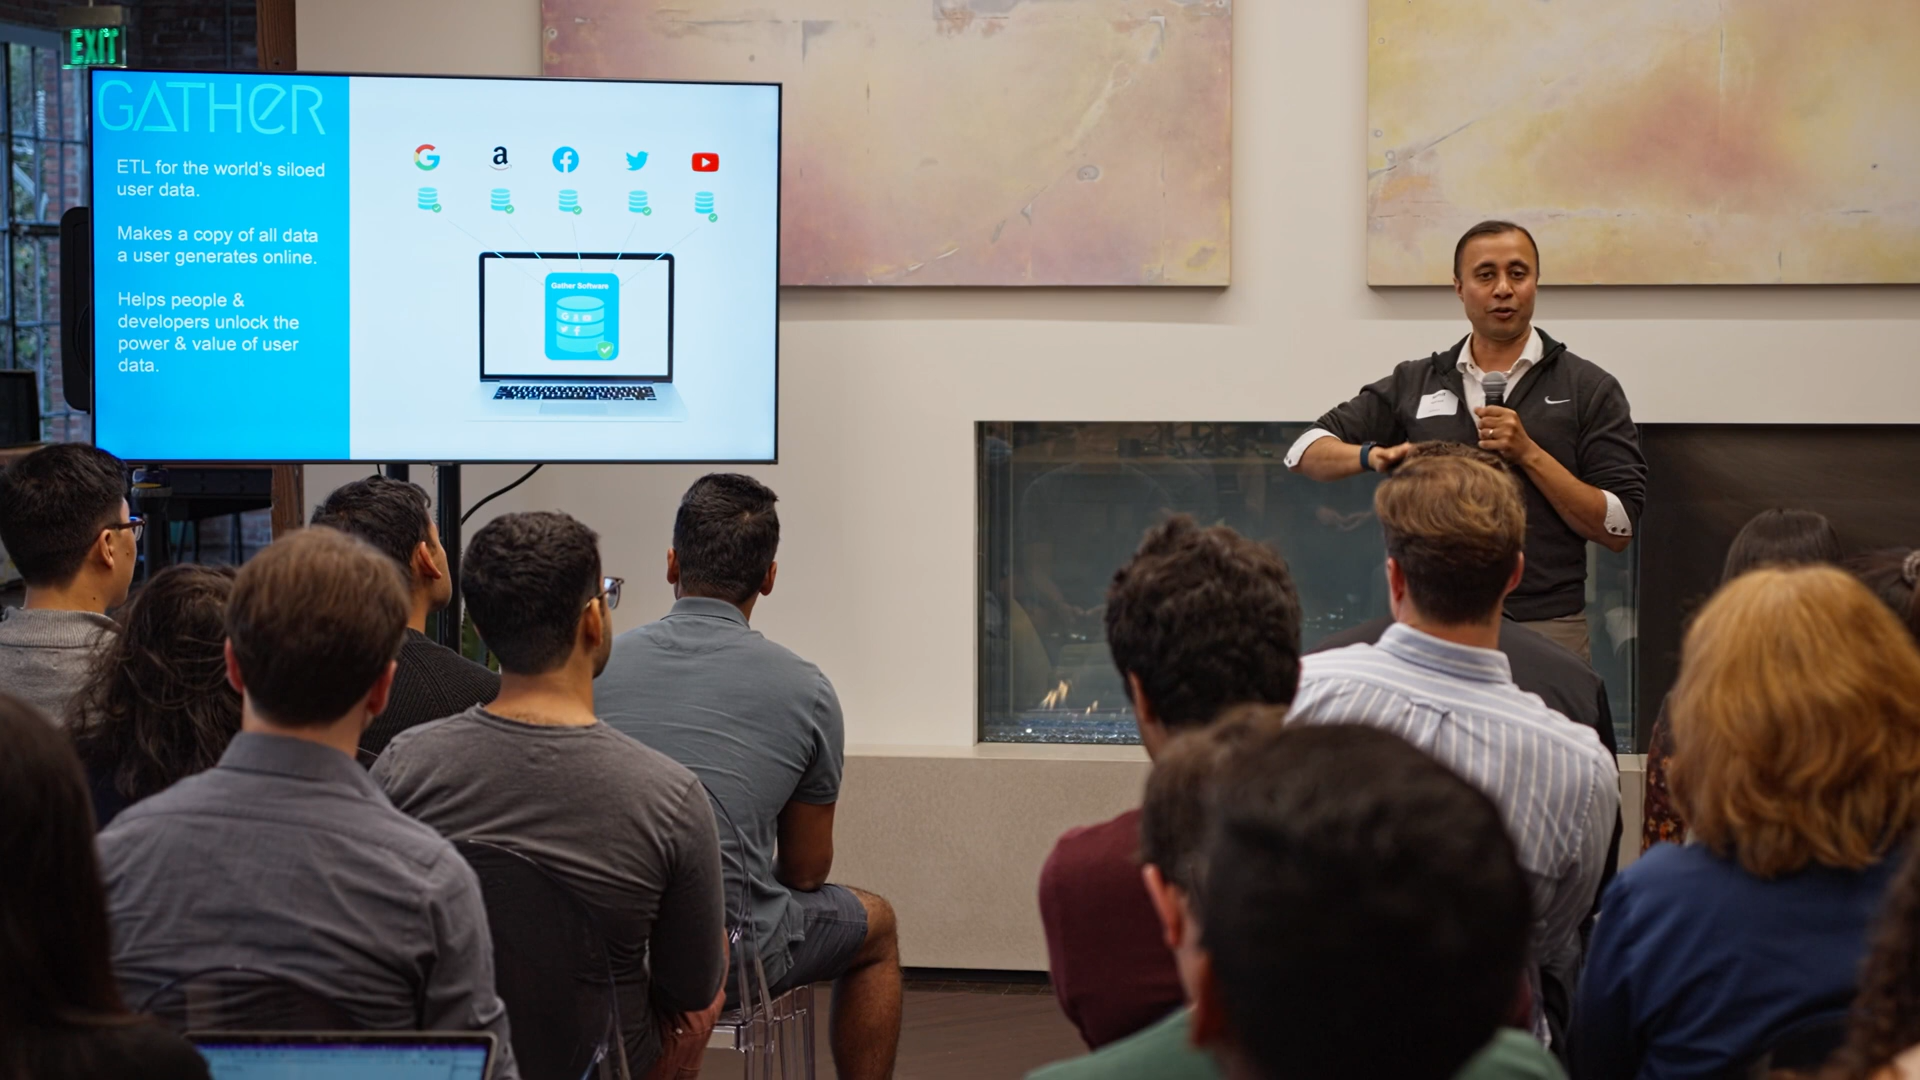 EXIT
GATHER
ETL for the world's siloed
user data.
Makes a copy of all data
a user generates online.
Helps people &
developers unlock the
power & value of user
data.
a
Gather Software